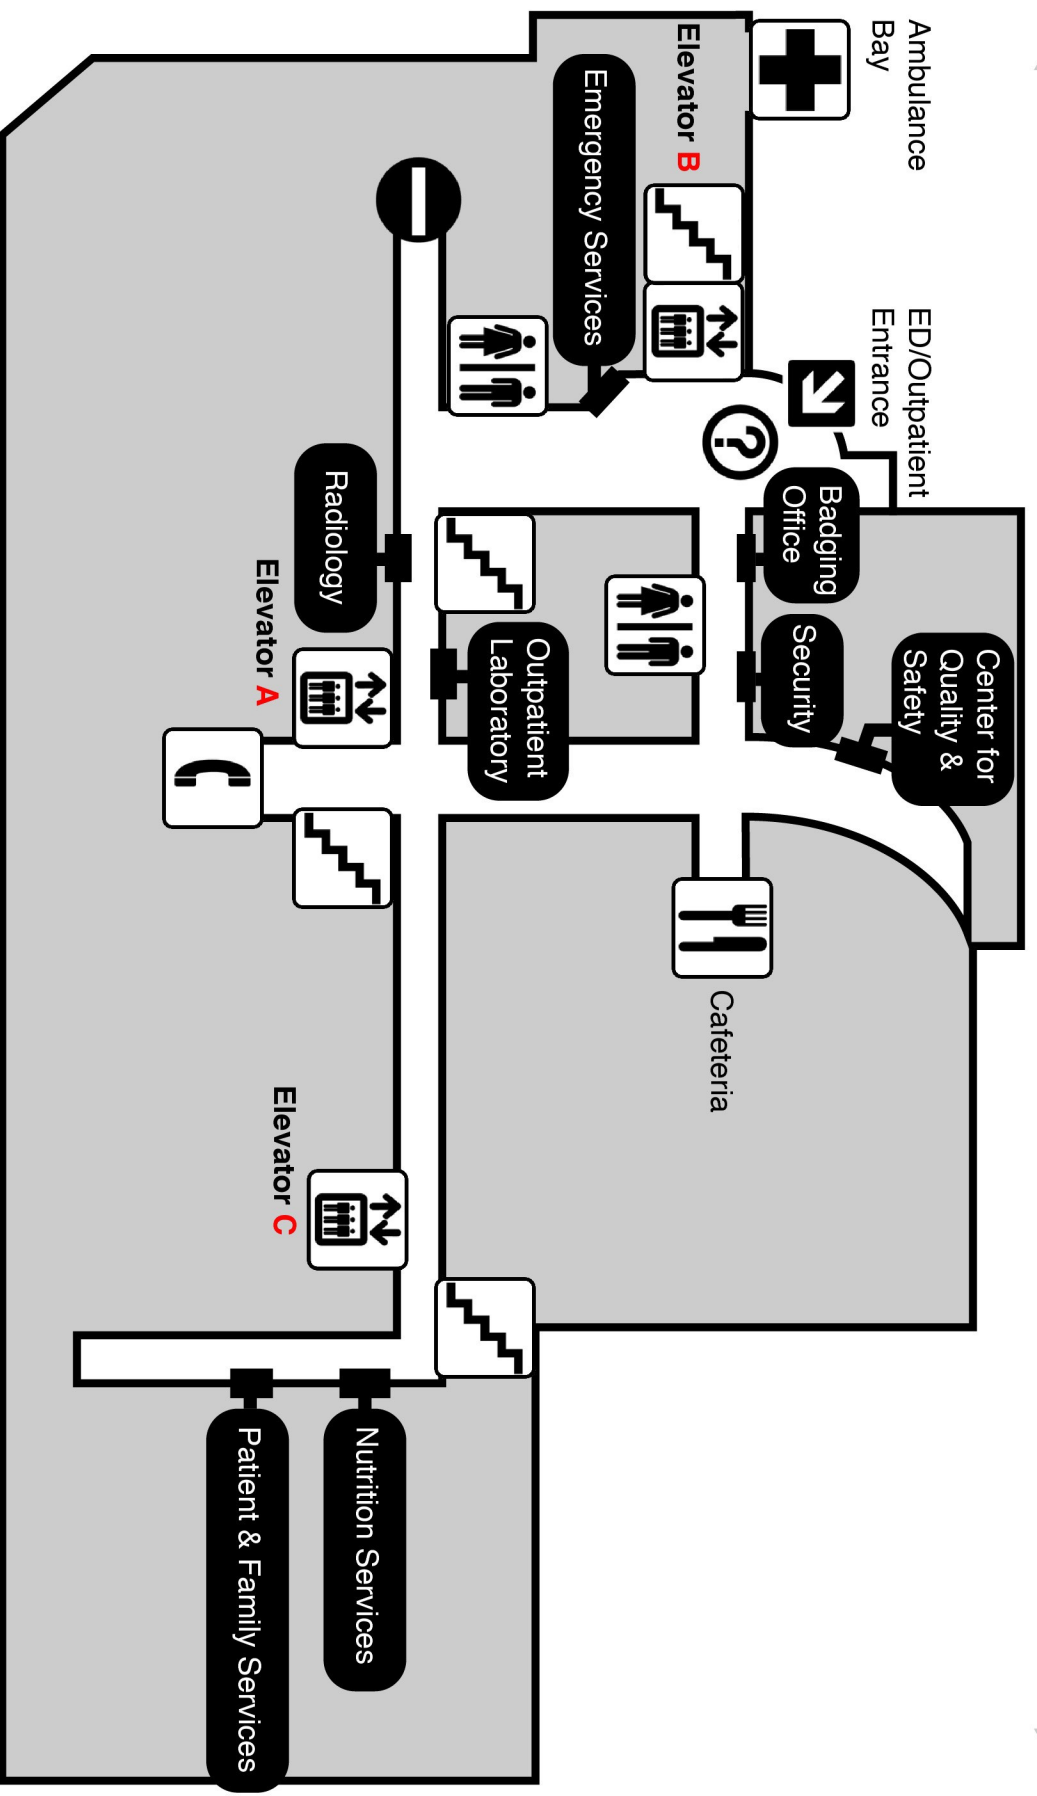 Ambulance
Bay
ED/Outpatient
Entrance
Elevator B
Emergency Services
?
Badging
Office
Security
Center for
Quality &
Safety
Radiology
Outpatient
Laboratory
Elevator A
Cafeteria
Elevator C
Nutrition Services
Patient & Family Services